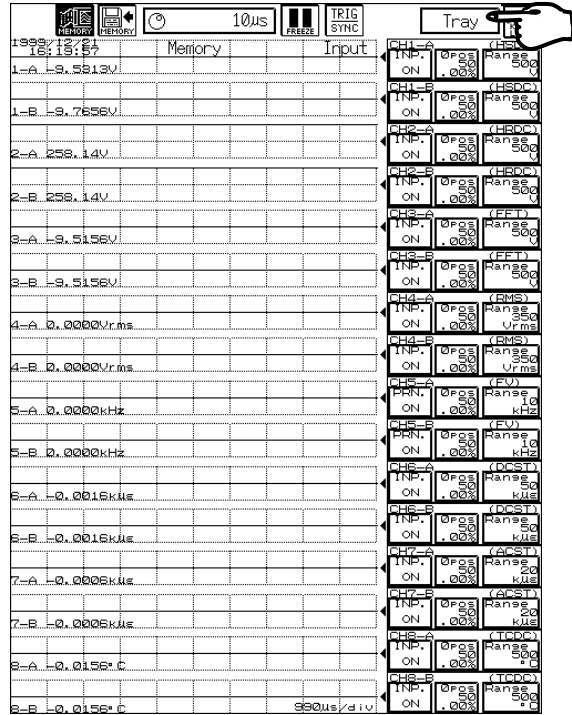 MEMORY MEMORY 10µs FREEZE TRIG SYNC Tray
1999/12/21
16:19:57 Memory Input
CH1-A (HSDC)
INP. ON 0pos 50 .00% Range 500 V
1-A -9.5313V
CH1-B (HSDC)
INP. ON 0pos 50 .00% Range 500 V
1-B -9.7656V
CH2-A (HRDC)
INP. ON 0pos 50 .00% Range 500 V
2-A 258.14V
CH2-B (HRDC)
INP. ON 0pos 50 .00% Range 500 V
2-B 258.14V
CH3-A (FFT)
INP. ON 0pos 50 .00% Range 500 V
3-A -9.5156V
CH3-B (FFT)
INP. ON 0pos 50 .00% Range 500 V
3-B -9.5156V
CH4-A (RMS)
INP. ON 0pos 50 .00% Range 350 Vrms
4-A 0.0000Vrms
CH4-B (RMS)
INP. ON 0pos 50 .00% Range 350 Vrms
4-B 0.0000Vrms
CH5-A (FV)
PRN. ON 0pos 50 .00% Range 10 kHz
5-A 0.0000kHz
CH5-B (FV)
PRN. ON 0pos 50 .00% Range 10 kHz
5-B 0.0000kHz
CH6-A (DCST)
INP. ON 0pos 50 .00% Range 50 kµε
6-A -0.0016kµε
CH6-B (DCST)
INP. ON 0pos 50 .00% Range 50 kµε
6-B -0.0016kµε
CH7-A (ACST)
INP. ON 0pos 50 .00% Range 20 kµε
7-A -0.0006kµε
CH7-B (ACST)
INP. ON 0pos 50 .00% Range 20 kµε
7-B -0.0006kµε
CH8-A (TCDC)
INP. ON 0pos 50 .00% Range 500 °C
8-A -0.0156°C
CH8-B (TCDC)
INP. ON 0pos 50 .00% Range 500 °C
8-B -0.0156°C 990µs/div